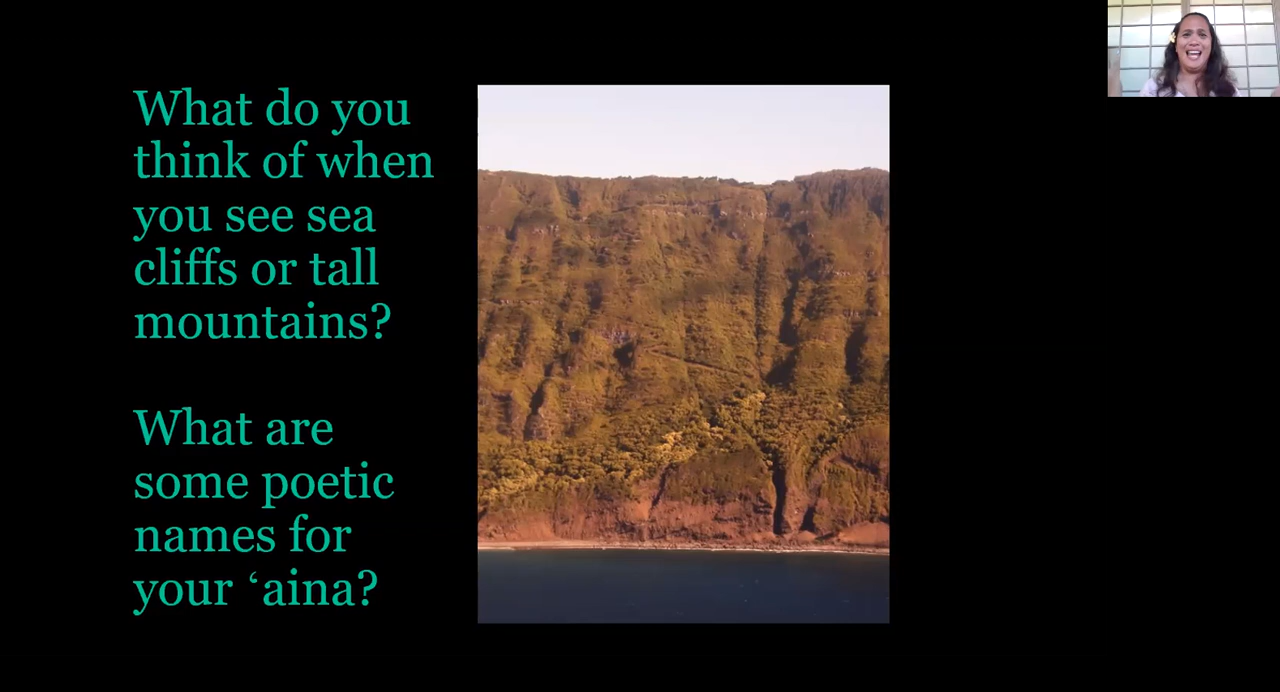 What do you
think of when
you see sea
cliffs or tall
mountains?
What are
some poetic
names for
your ‘aina?